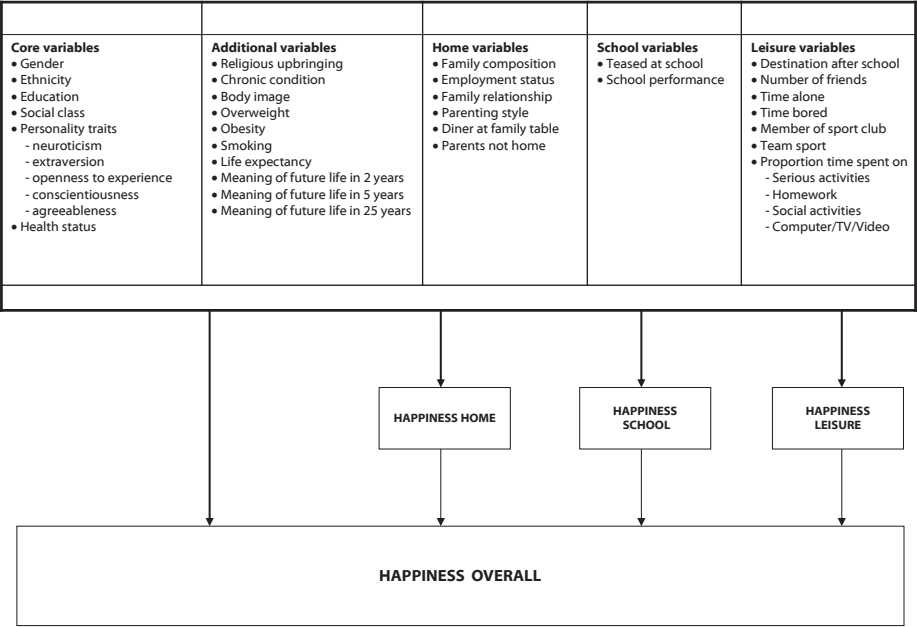 Core variables
• Gender
• Ethnicity
• Education
• Social class
• Personality traits
- neuroticism
- extraversion
- openness to experience
- conscientiousness
- agreeableness
• Health status
Additional variables
• Religious upbringing
• Chronic condition
• Body image
• Overweight
• Obesity
• Smoking
• Life expectancy
• Meaning of future life in 2 years
• Meaning of future life in 5 years
• Meaning of future life in 25 years
Home variables
• Family composition
• Employment status
• Family relationship
• Parenting style
• Diner at family table
• Parents not home
School variables
• Teased at school
• School performance
Leisure variables
• Destination after school
• Number of friends
• Time alone
• Time bored
• Member of sport club
• Team sport
• Proportion time spent on
- Serious activities
- Homework
- Social activities
- Computer/TV/Video
HAPPINESS HOME
HAPPINESS
SCHOOL
HAPPINESS
LEISURE
HAPPINESS OVERALL